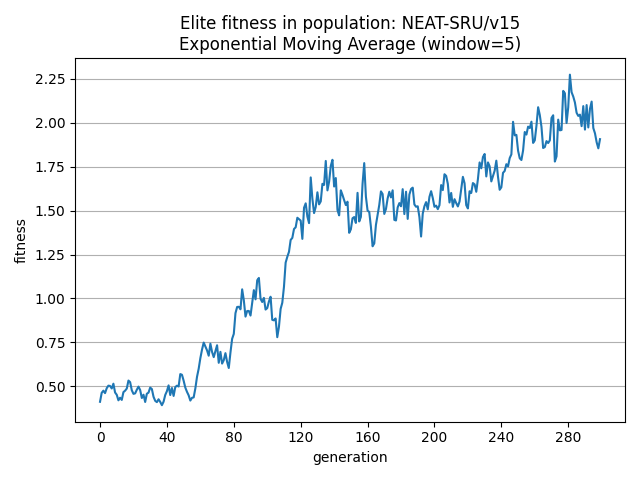 Elite fitness in population: NEAT-SRU/v15
Exponential Moving Average (window=5)
2.25
2.00
1.75
1.50
1.25
1.00
0.75
0.50
fitness
0 40 80 120 160 200 240 280
generation